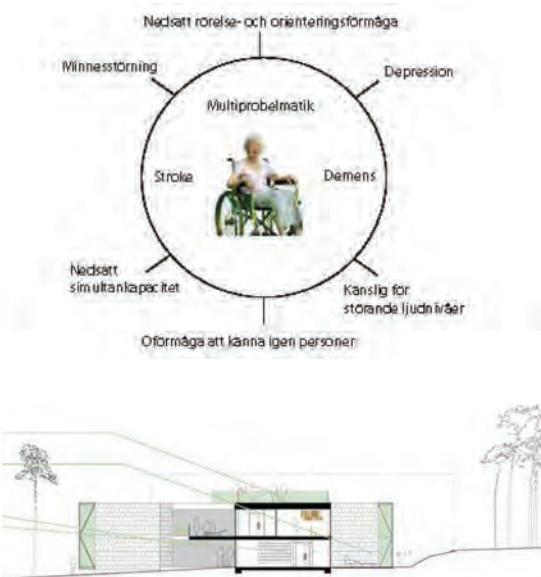 Nedsatt rörelse- och orienteringsförmåga
Minnesstörning
Depression
Multiprobelmatik
Stroke
Demens
Nedsatt
simultankapacitet
Känslig för
störande ljudnivåer
Oförmåga att känna igen personer